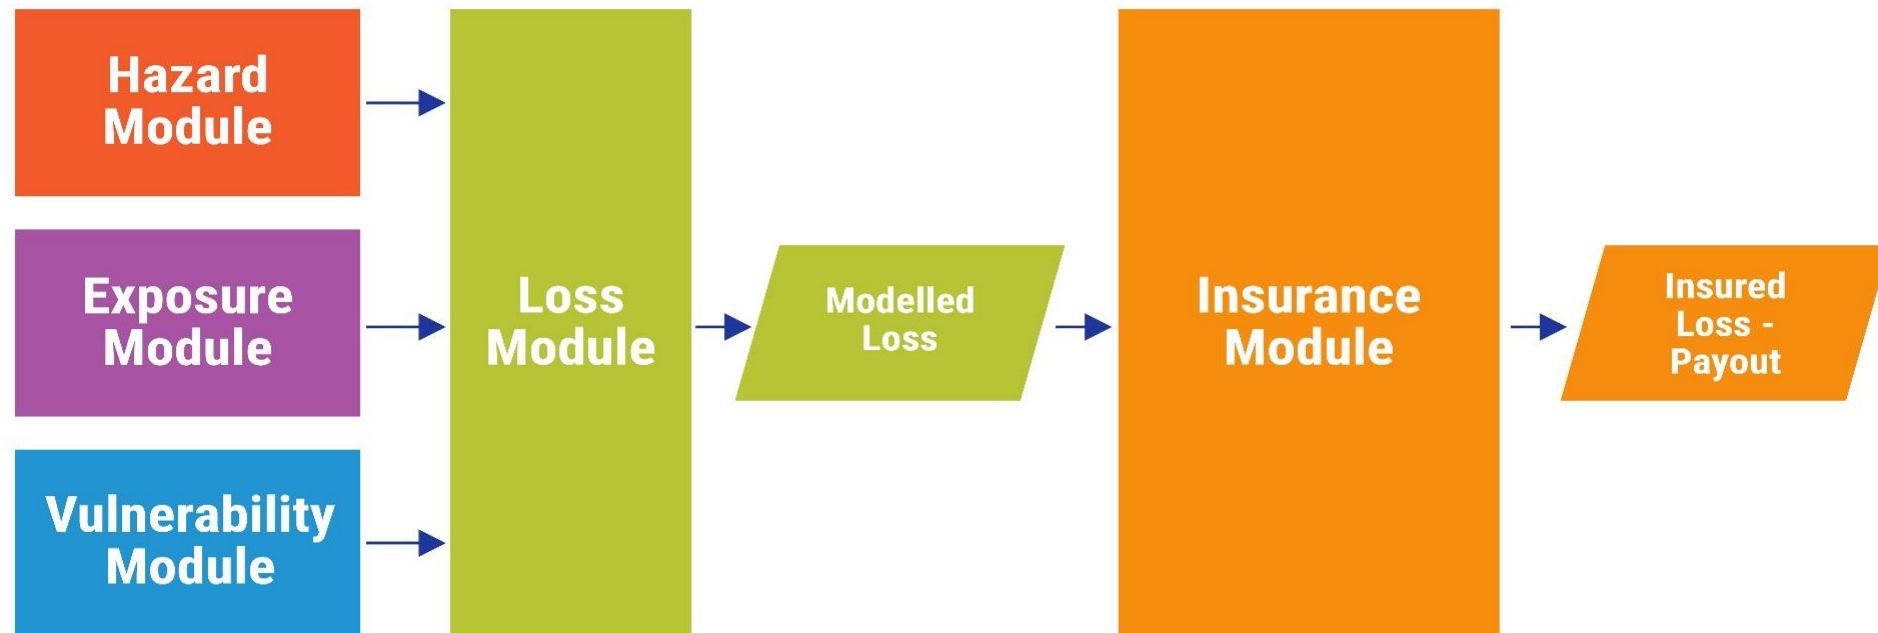 Hazard
Module
Exposure
Module
Vulnerability
Module
Loss
Module
Modelled
Loss
Insurance
Module
Insured
Loss -
Payout